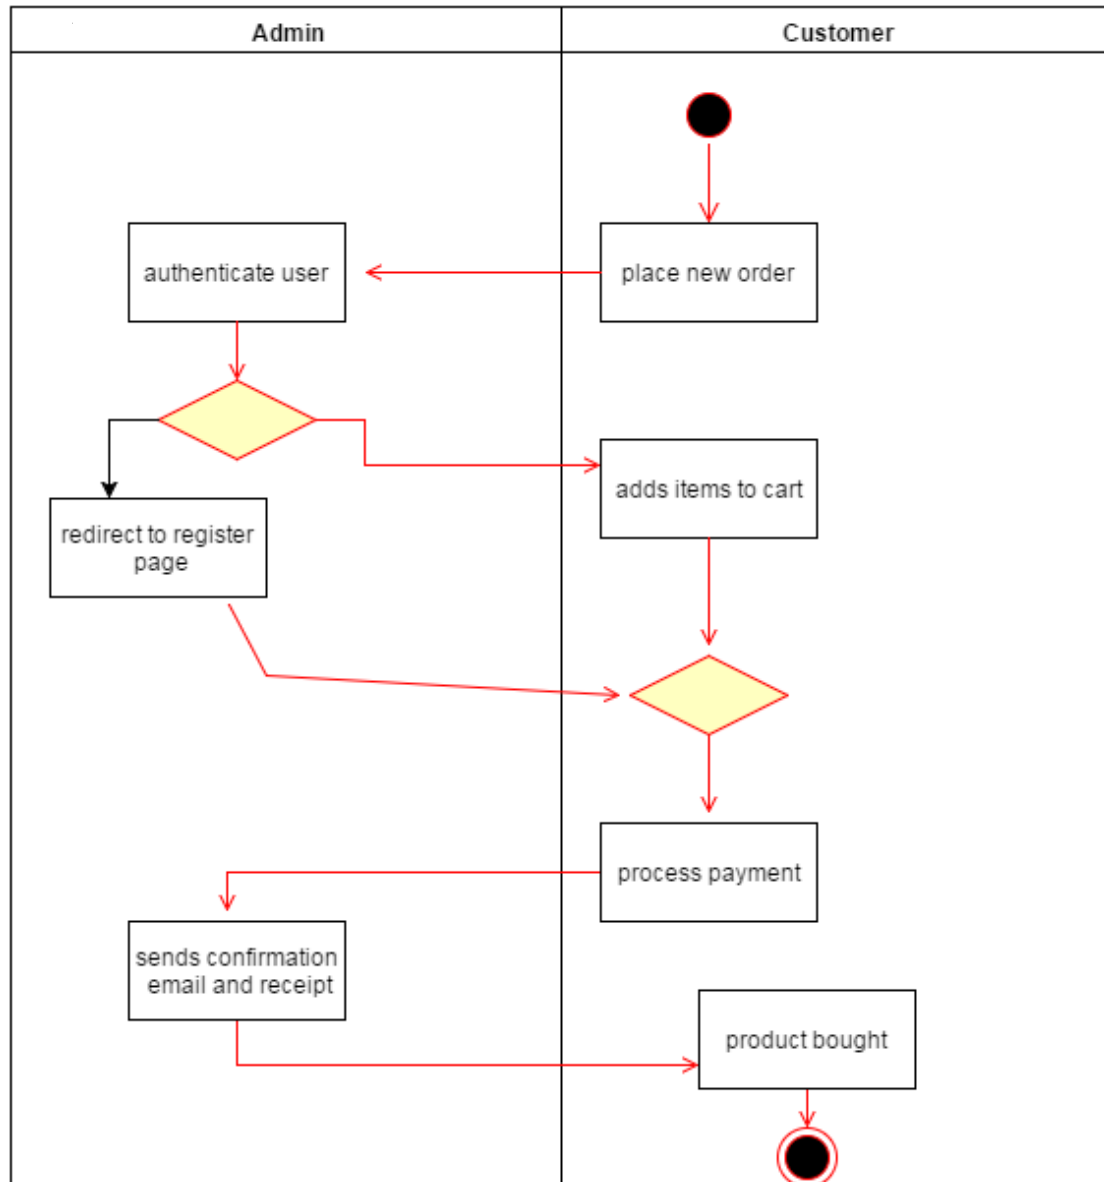 Admin
Customer
place new order
authenticate user
adds items to cart
redirect to register
page
process payment
sends confirmation
email and receipt
product bought